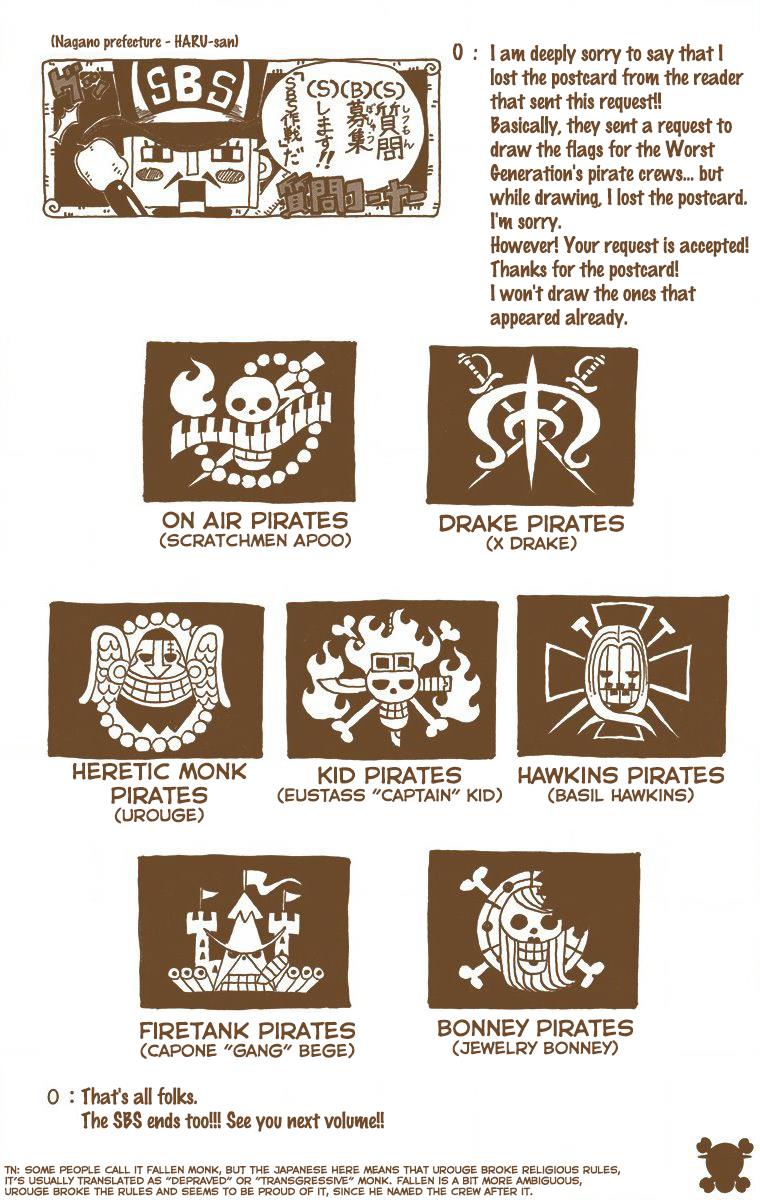 (Nagano prefecture - HARU-san)
SBS
(S)(B)(S)
質問
しつもん
募集
ぼしゅう
します!!
「SBS作戦」だ
質問コーナー
O : I am deeply sorry to say that I
lost the postcard from the reader
that sent this request!!
Basically, they sent a request to
draw the flags for the Worst
Generation's pirate crews... but
while drawing, I lost the postcard.
I'm sorry.
However! Your request is accepted!
Thanks for the postcard!
I won't draw the ones that
appeared already.
ON AIR PIRATES
(SCRATCHMEN APOO)
DRAKE PIRATES
(X DRAKE)
HERETIC MONK
PIRATES
(UROUGE)
KID PIRATES
(EUSTASS "CAPTAIN" KID)
HAWKINS PIRATES
(BASIL HAWKINS)
FIRETANK PIRATES
(CAPONE "GANG" BEGE)
BONNEY PIRATES
(JEWELRY BONNEY)
O : That's all folks.
The SBS ends too!!! See you next volume!!
TN: SOME PEOPLE CALL IT FALLEN MONK, BUT THE JAPANESE HERE MEANS THAT UROUGE BROKE RELIGIOUS RULES,
IT'S USUALLY TRANSLATED AS "DEPRAVED" OR "TRANSGRESSIVE" MONK. FALLEN IS A BIT MORE AMBIGUOUS,
UROUGE BROKE THE RULES AND SEEMS TO BE PROUD OF IT, SINCE HE NAMED THE CREW AFTER IT.